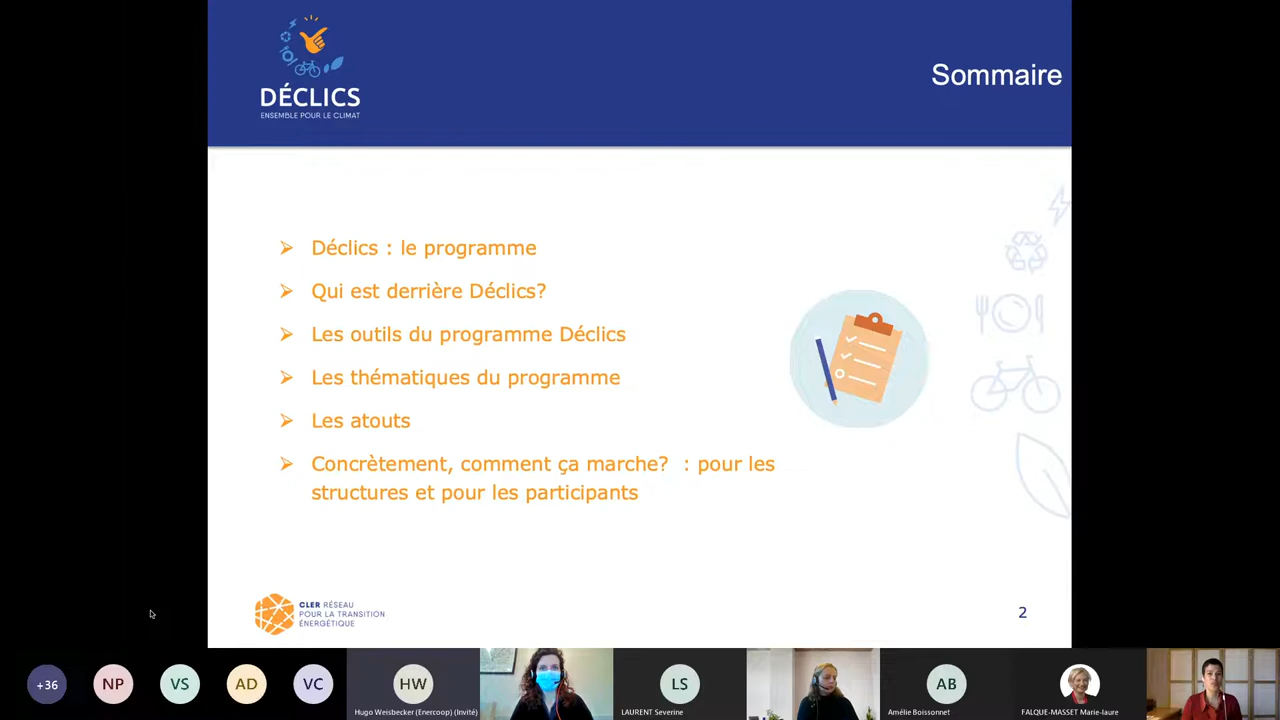 DÉCLICS
ENSEMBLE POUR LE CLIMAT
Sommaire
Déclics : le programme
Qui est derrière Déclics?
Les outils du programme Déclics
Les thématiques du programme
Les atouts
Concrètement, comment ça marche? : pour les
structures et pour les participants
CLER RÉSEAU
POUR LA TRANSITION
ÉNERGÉTIQUE
2
+36
NP
VS
AD
VC
HW
Hugo Weisbecker (Enercoop) (Invité)
LS
LAURENT Severine
AB
Amélie Boissonnet
FALQUE-MASSET Marie-laure